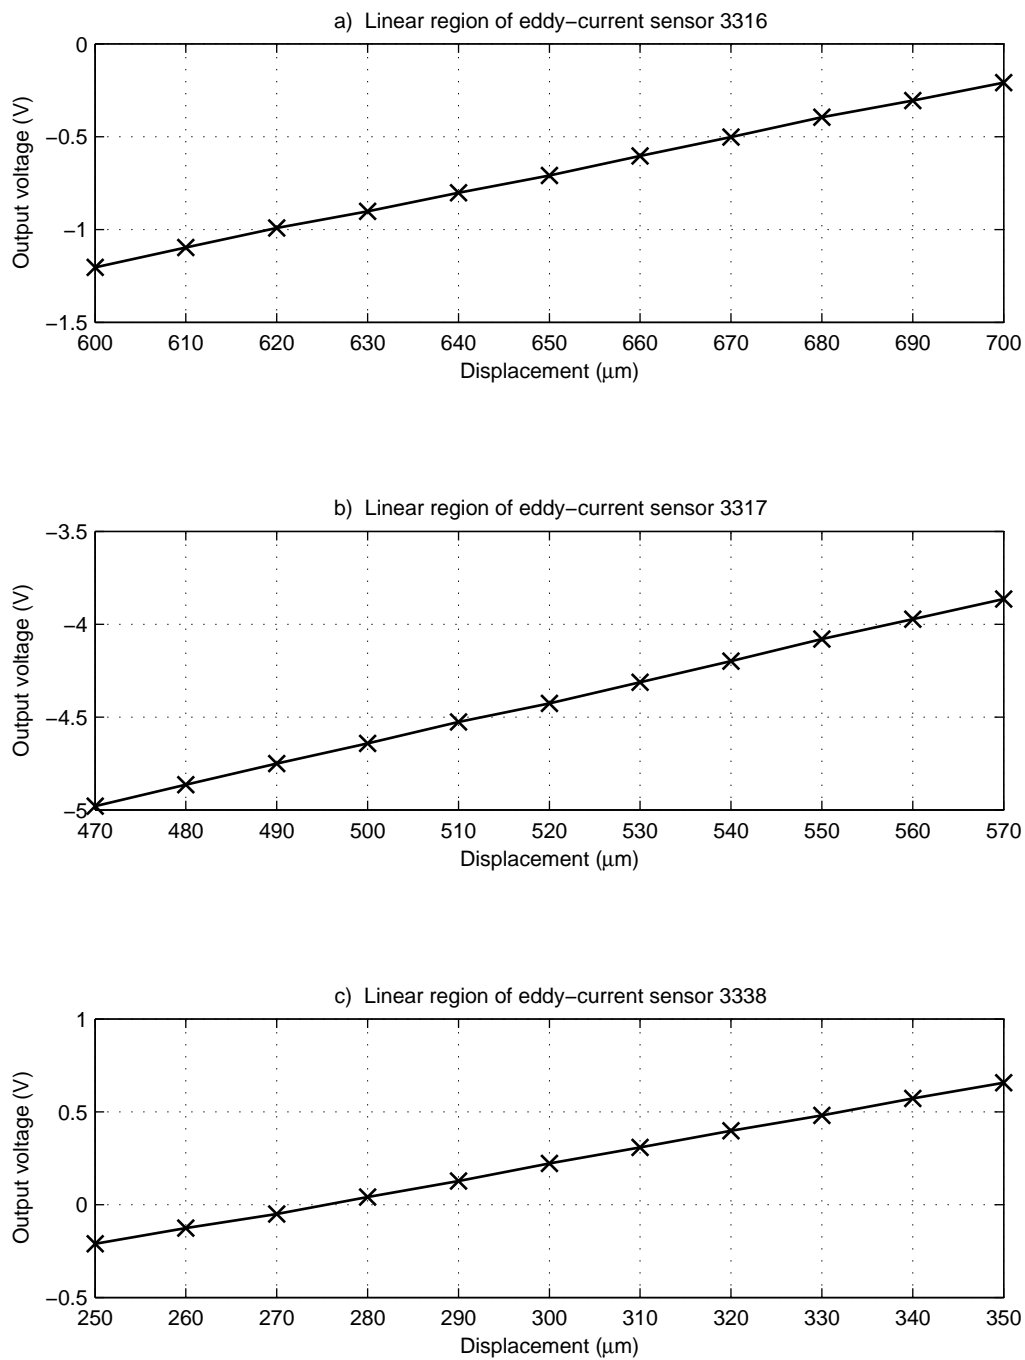 a)  Linear region of eddy−current sensor 3316
0
−0.5
−1
−1.5
Output voltage (V)
600 610 620 630 640 650 660 670 680 690 700
Displacement (μm)
b)  Linear region of eddy−current sensor 3317
−3.5
−4
−4.5
−5
Output voltage (V)
470 480 490 500 510 520 530 540 550 560 570
Displacement (μm)
c)  Linear region of eddy−current sensor 3338
1
0.5
0
−0.5
Output voltage (V)
250 260 270 280 290 300 310 320 330 340 350
Displacement (μm)